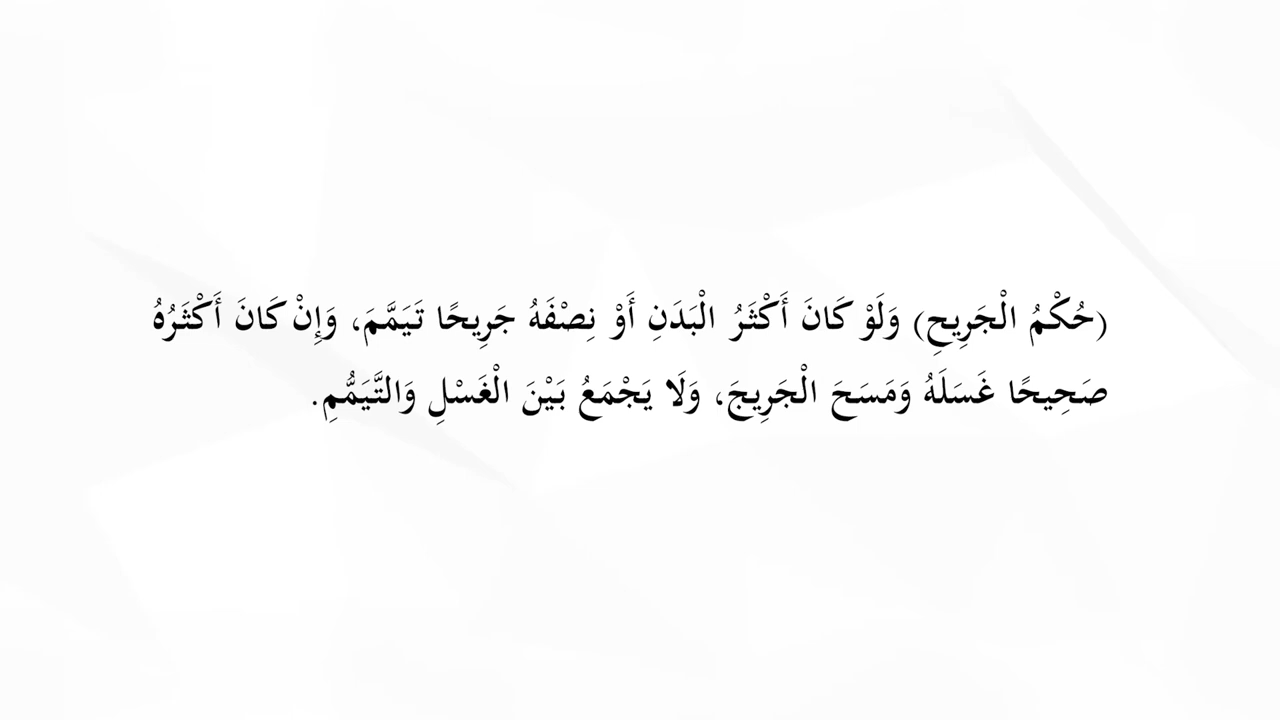 (حُكْمُ الْجَرِيحِ) وَلَوْ كَانَ أَكْثَرُ الْبَدَنِ أَوْ نِصْفَهُ جَرِيحًا تَيَمَّمَ، وَإِنْ كَانَ أَكْثَرُهُ
صَحِيحًا غَسَلَهُ وَمَسَحَ الْجَرِيحَ، وَلَا يَجْمَعُ بَيْنَ الْغَسْلِ وَالتَّيَمُّمِ.